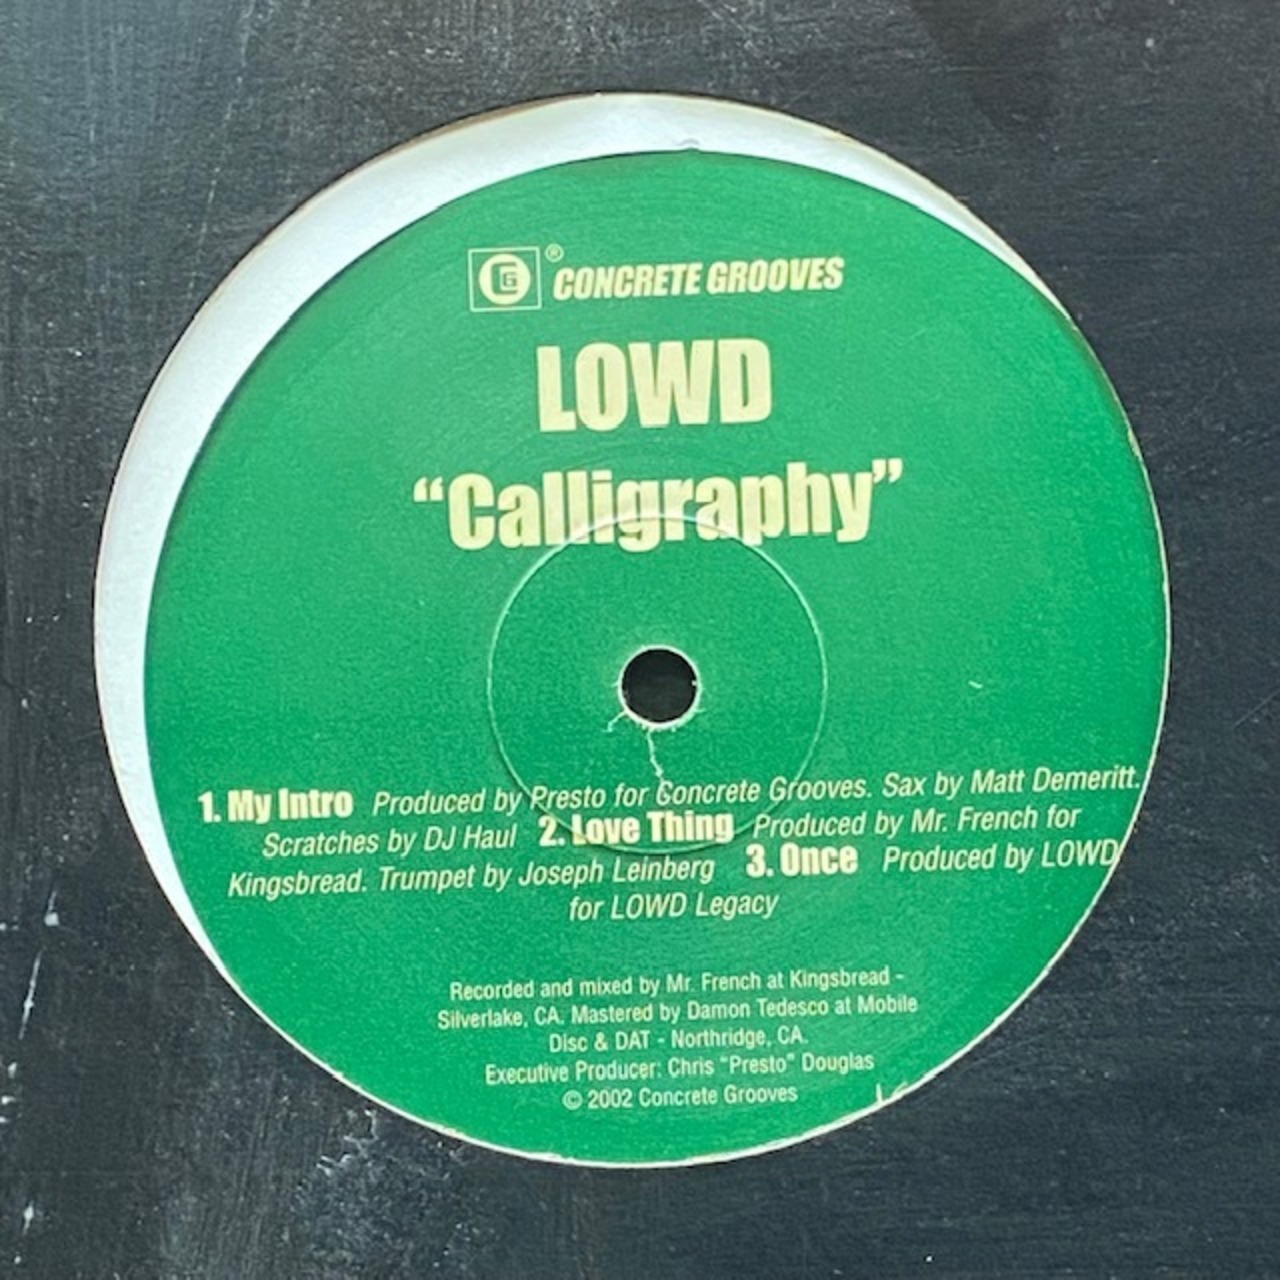 CG® CONCRETE GROOVES
LOWD
“Calligraphy”
1. My Intro Produced by Presto for Concrete Grooves. Sax by Matt Demeritt.
Scratches by DJ Haul 2. Love Thing Produced by Mr. French for
Kingsbread. Trumpet by Joseph Leinberg 3. Once Produced by LOWD
for LOWD Legacy
Recorded and mixed by Mr. French at Kingsbread -
Silverlake, CA. Mastered by Damon Tedesco at Mobile
Disc & DAT - Northridge, CA.
Executive Producer: Chris "Presto" Douglas
© 2002 Concrete Grooves